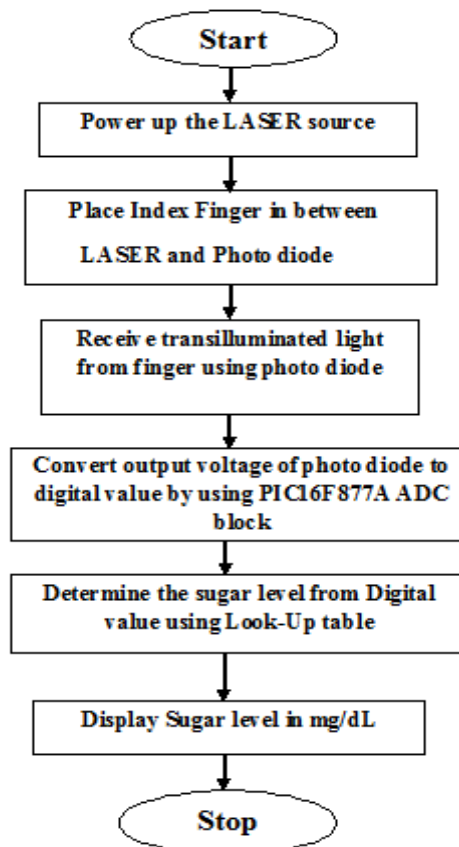 Start
Power up the LASER source
Place Index Finger in between
LASER and Photo diode
Receive transilluminated light
from finger using photo diode
Convert output voltage of photo diode to
digital value by using PIC16F877A ADC
block
Determine the sugar level from Digital
value using Look-Up table
Display Sugar level in mg/dL
Stop